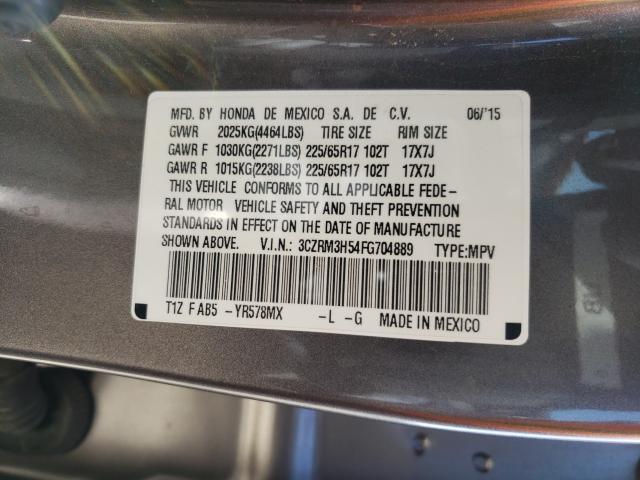 MFD. BY HONDA DE MEXICO S.A. DE C.V. 06/'15
GVWR 2025KG(4464LBS) TIRE SIZE RIM SIZE
GAWR F 1030KG(2271LBS) 225/65R17 102T 17X7J
GAWR R 1015KG(2238LBS) 225/65R17 102T 17X7J
THIS VEHICLE CONFORMS TO ALL APPLICABLE FEDE-
RAL MOTOR VEHICLE SAFETY AND THEFT PREVENTION
STANDARDS IN EFFECT ON THE DATE OF MANUFACTURE
SHOWN ABOVE. V.I.N.: 3CZRM3H54FG704889 TYPE:MPV
T1Z F AB5 -YR578MX -L -G MADE IN MEXICO